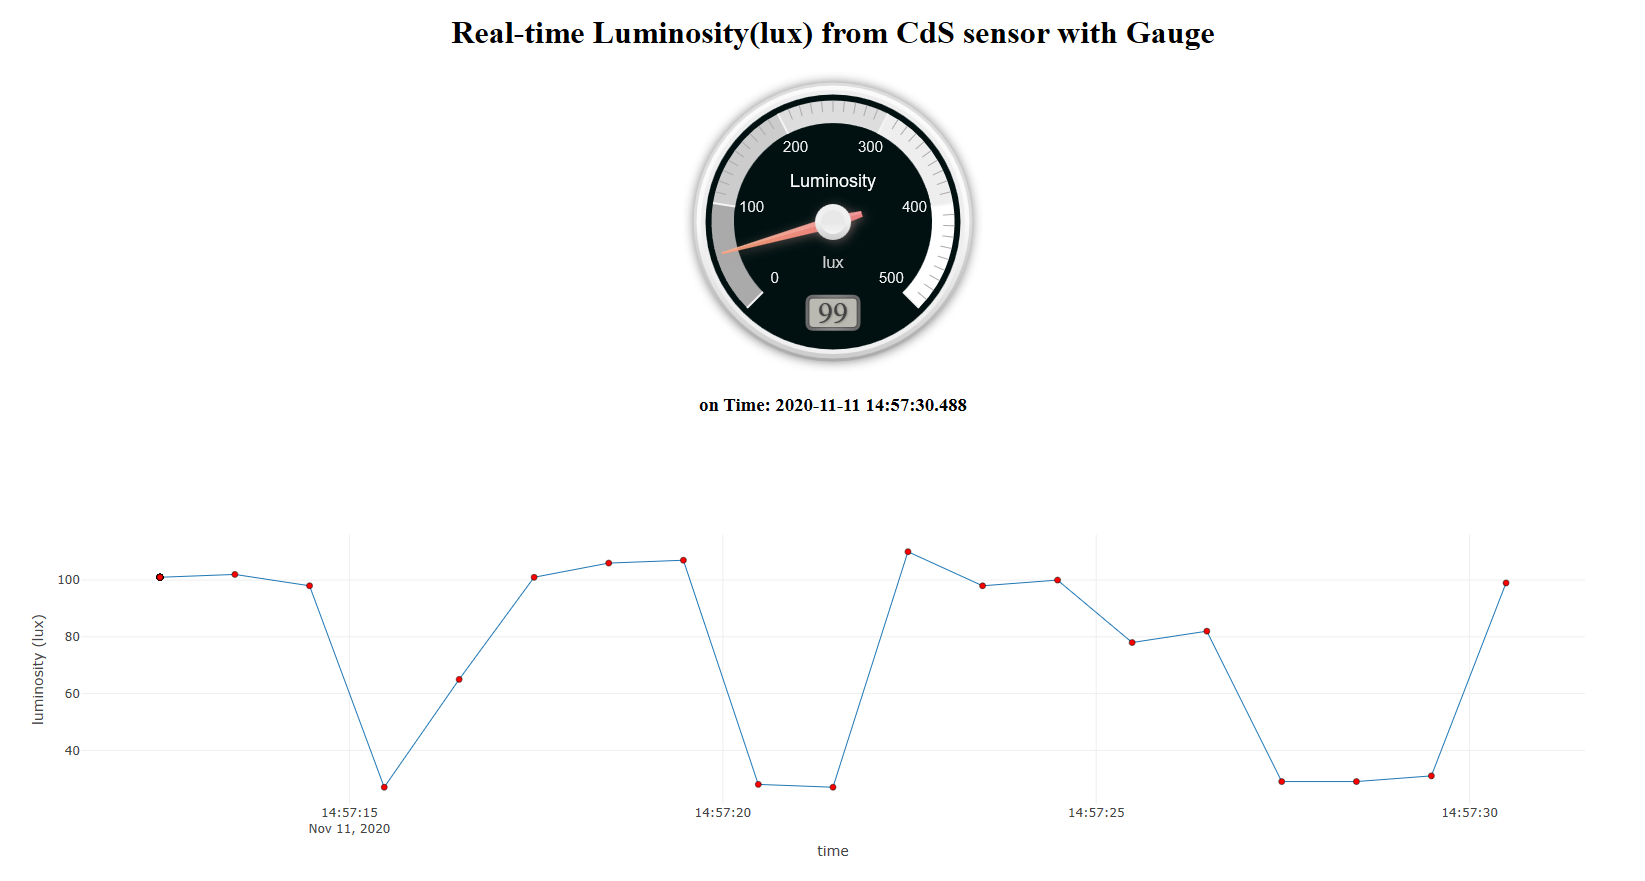 Real-time Luminosity(lux) from CdS sensor with Gauge
200 300
Luminosity
100 400
lux
0 500
99
on Time: 2020-11-11 14:57:30.488
100
80
60
40
luminosity (lux)
14:57:15 14:57:20 14:57:25 14:57:30
Nov 11, 2020
time